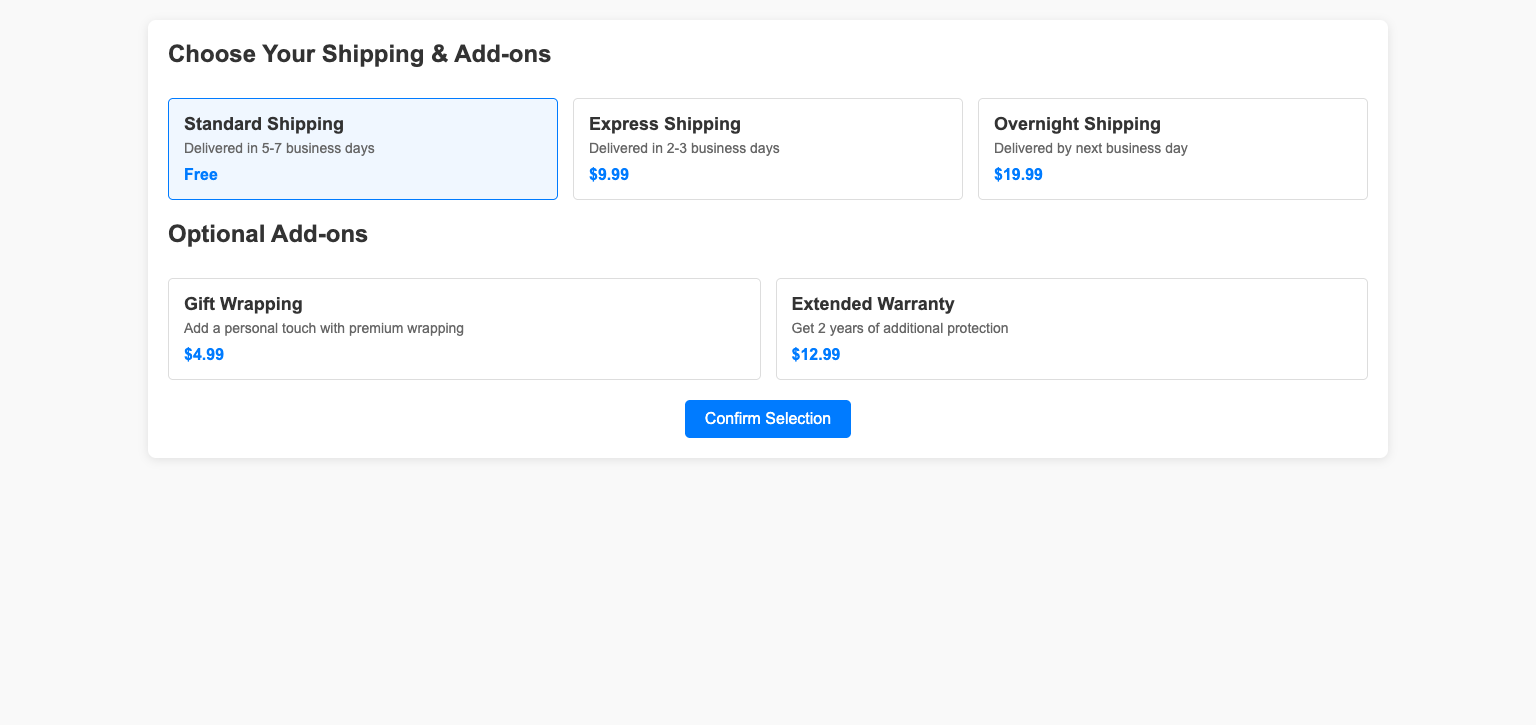 Choose Your Shipping & Add-ons
Standard Shipping
Delivered in 5-7 business days
Free
Express Shipping
Delivered in 2-3 business days
$9.99
Overnight Shipping
Delivered by next business day
$19.99
Optional Add-ons
Gift Wrapping
Add a personal touch with premium wrapping
$4.99
Extended Warranty
Get 2 years of additional protection
$12.99
Confirm Selection